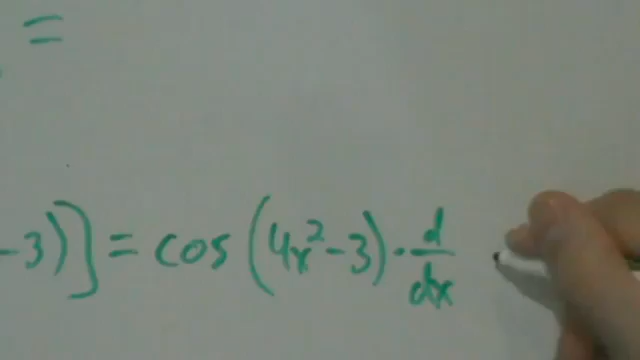 =
-3)] = cos(4x²-3)·d/dx